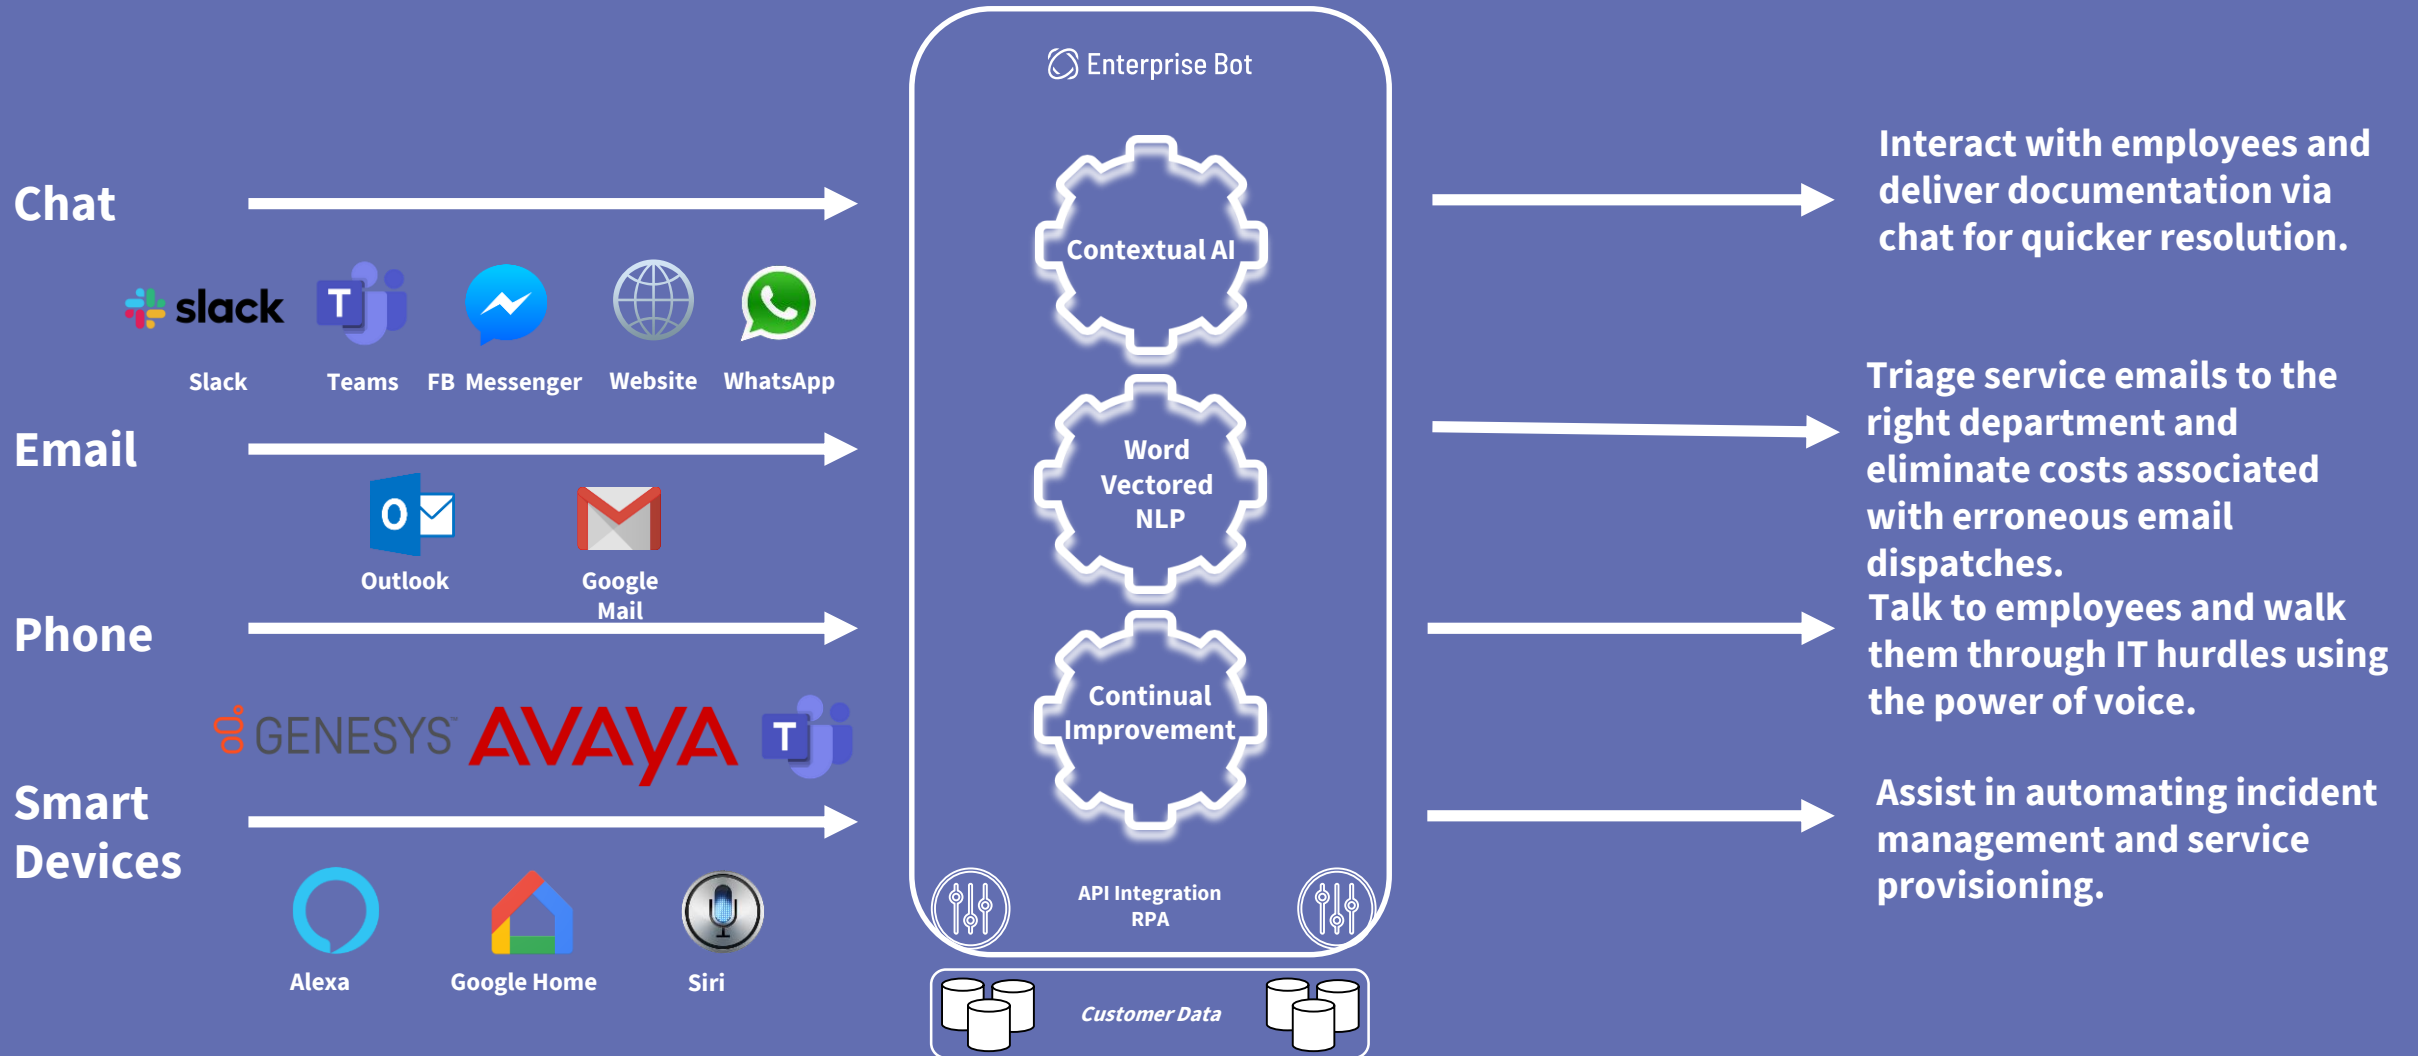 Enterprise Bot
Chat
slack
T
Slack
Teams
FB Messenger
Website
WhatsApp
Email
O
Outlook
Google
Mail
Phone
GENESYS™
AVAYA
T
Smart
Devices
Alexa
Google Home
Siri
Contextual AI
Word
Vectored
NLP
Continual
Improvement
API Integration
RPA
Customer Data
Interact with employees and
deliver documentation via
chat for quicker resolution.
Triage service emails to the
right department and
eliminate costs associated
with erroneous email
dispatches.
Talk to employees and walk
them through IT hurdles using
the power of voice.
Assist in automating incident
management and service
provisioning.